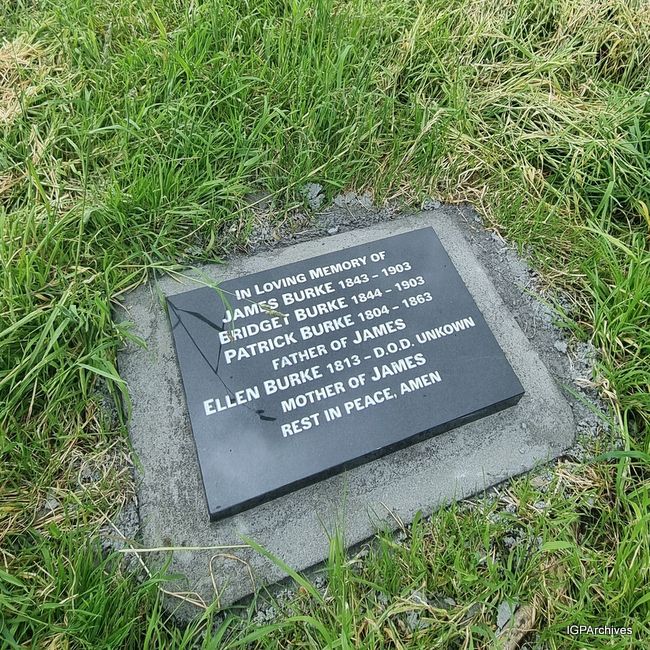 In Loving Memory of
James Burke 1843 - 1903
Bridget Burke 1844 - 1903
Patrick Burke 1804 - 1863
Father of James
Ellen Burke 1813 - D.O.D. Unkown
Mother of James
Rest in Peace, Amen
IGPArchives